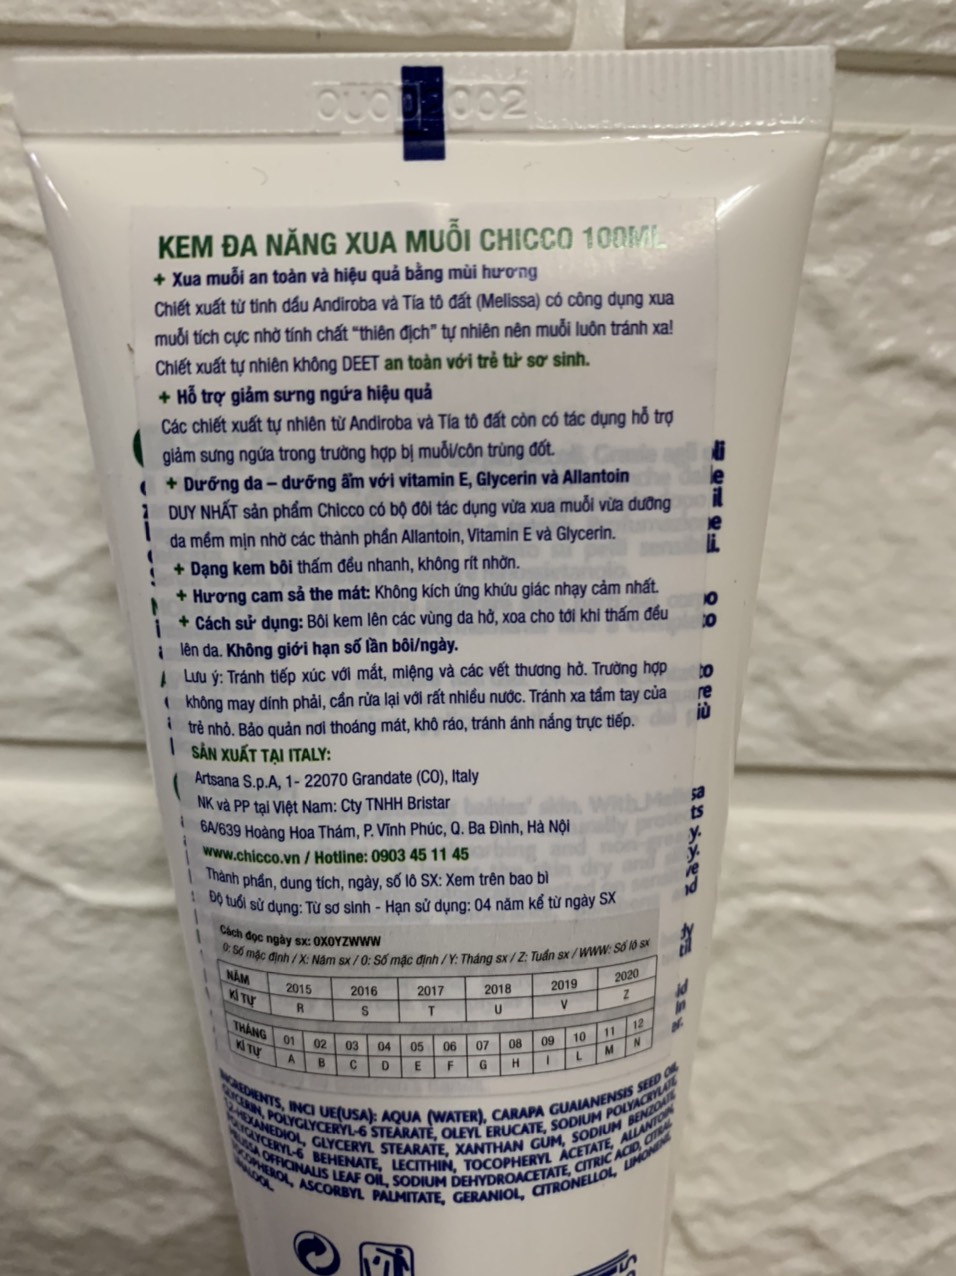 002
KEM ĐA NĂNG XUA MUỖI CHICCO 100ML
+ Xua muỗi an toàn và hiệu quả bằng mùi hương
Chiết xuất từ tinh dầu Andiroba và Tía tô đất (Melissa) có công dụng xua
muỗi tích cực nhờ tính chất “thiên địch” tự nhiên nên muỗi luôn tránh xa!
Chiết xuất tự nhiên không DEET an toàn với trẻ từ sơ sinh.
+ Hỗ trợ giảm sưng ngứa hiệu quả
Các chiết xuất tự nhiên từ Andiroba và Tía tô đất còn có tác dụng hỗ trợ
giảm sưng ngứa trong trường hợp bị muỗi/côn trùng đốt.
+ Dưỡng da – dưỡng ẩm với vitamin E, Glycerin và Allantoin
DUY NHẤT sản phẩm Chicco có bộ đôi tác dụng vừa xua muỗi vừa dưỡng
da mềm mịn nhờ các thành phần Allantoin, Vitamin E và Glycerin.
+ Dạng kem bôi thấm đều nhanh, không rít nhờn.
+ Hương cam sả the mát: Không kích ứng khứu giác nhạy cảm nhất.
+ Cách sử dụng: Bôi kem lên các vùng da hở, xoa cho tới khi thấm đều
lên da. Không giới hạn số lần bôi/ngày.
Lưu ý: Tránh tiếp xúc với mắt, miệng và các vết thương hở. Trường hợp
không may dính phải, cần rửa lại với rất nhiều nước. Tránh xa tầm tay của
trẻ nhỏ. Bảo quản nơi thoáng mát, khô ráo, tránh ánh nắng trực tiếp.
SẢN XUẤT TẠI ITALY:
Artsana S.p.A, 1- 22070 Grandate (CO), Italy
NK và PP tại Việt Nam: Cty TNHH Bristar
6A/639 Hoàng Hoa Thám, P. Vĩnh Phúc, Q. Ba Đình, Hà Nội
www.chicco.vn / Hotline: 0903 45 11 45
Thành phần, dung tích, ngày, số lô SX: Xem trên bao bì
Độ tuổi sử dụng: Từ sơ sinh - Hạn sử dụng: 04 năm kể từ ngày SX
Cách đọc ngày sx: 0X0YZWWW
0: Số mặc định / X: Năm sx / 0: Số mặc định / Y: Tháng sx / Z: Tuần sx / WWW: Số lô sx
NĂM 2015 2016 2017 2018 2019 2020
KÍ TỰ R S T U V Z
THÁNG 01 02 03 04 05 06 07 08 09 10 11 12
KÍ TỰ A B C D E F G H I L M N
INGREDIENTS, INCI UE(USA): AQUA (WATER), CARAPA GUAIANENSIS SEED OIL,
GLYCERIN, POLYGLYCERYL-6 STEARATE, OLEYL ERUCATE, SODIUM POLYACRYLATE,
1,2-HEXANEDIOL, GLYCERYL STEARATE, XANTHAN GUM, SODIUM BENZOATE,
POLYGLYCERYL-6 BEHENATE, LECITHIN, TOCOPHERYL ACETATE, ALLANTOIN,
MELISSA OFFICINALIS LEAF OIL, SODIUM DEHYDROACETATE, CITRIC ACID, CITRAL,
TOCOPHEROL, ASCORBYL PALMITATE, GERANIOL, CITRONELLOL, LIMONENE,
LINALOOL.